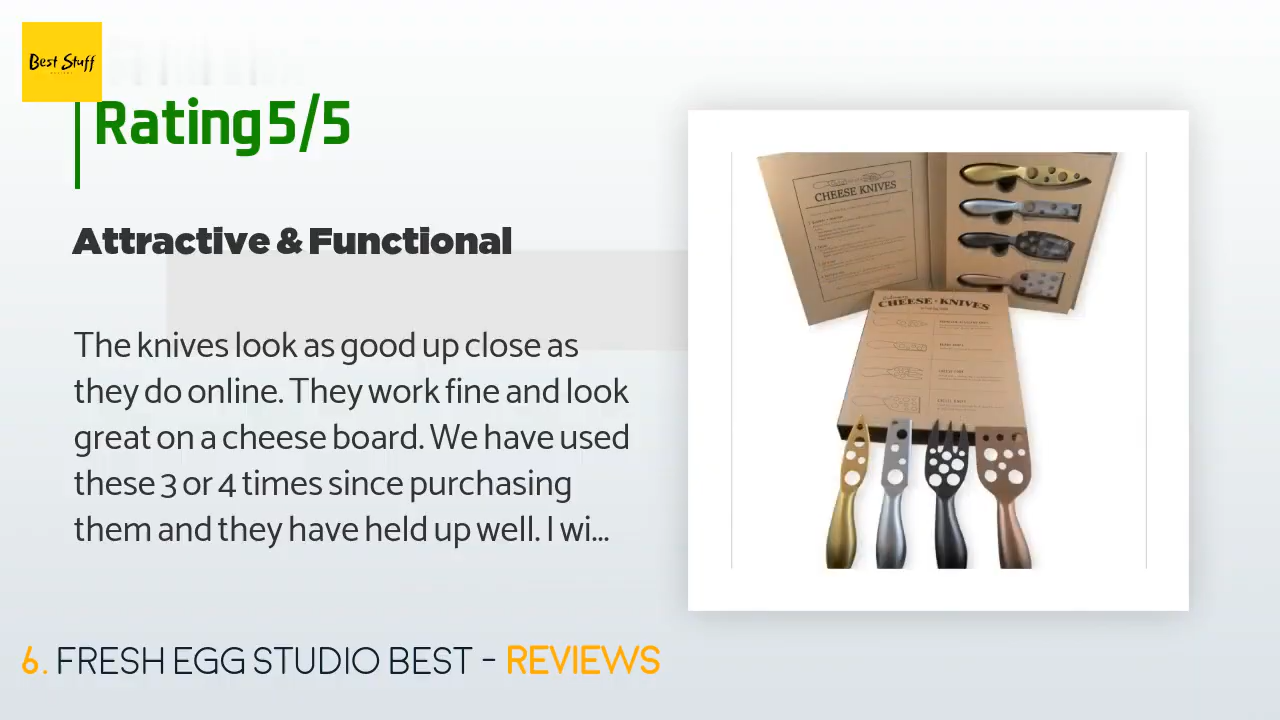 Best Stuff
Rating 5/5
Attractive & Functional
The knives look as good up close as
they do online. They work fine and look
great on a cheese board. We have used
these 3 or 4 times since purchasing
them and they have held up well. I wi...
CHEESE KNIVES
CHEESE • KNIVES
6. FRESH EGG STUDIO BEST - REVIEWS